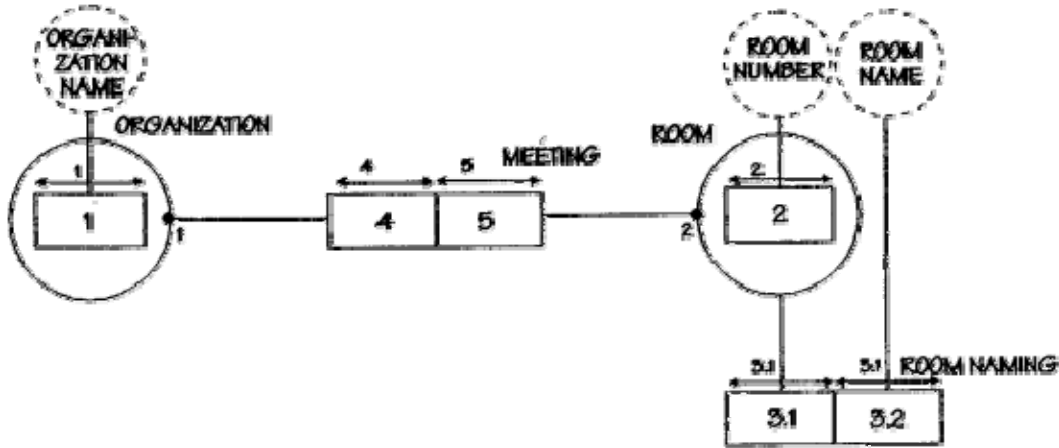 ORGANI-
ZATION
NAME
ROOM
NUMBER
ROOM
NAME
ORGANIZATION
MEETING
ROOM
1
4
5
2
1
4
5
2
1
2
3.1
3.1
ROOM NAMING
3.1
3.2